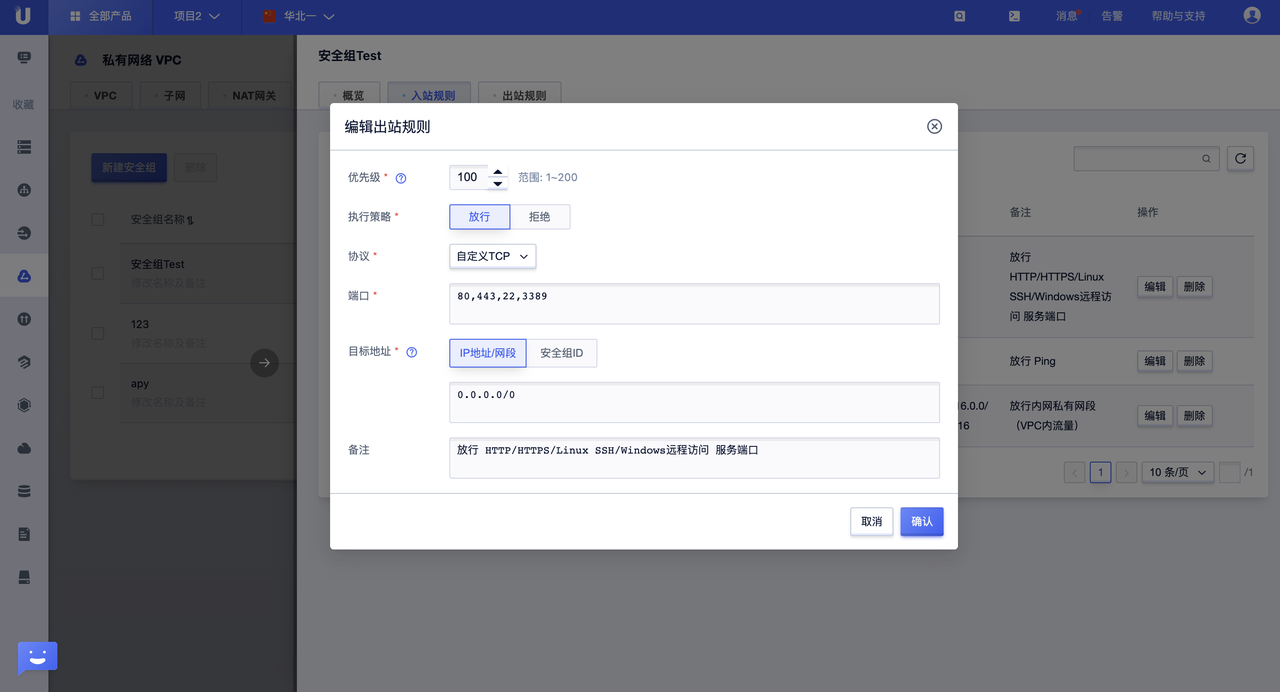 全部产品
项目2
华北一
消息
告警
帮助与支持
收藏
私有网络 VPC
VPC
子网
NAT网关
新建安全组
删除
安全组名称
安全组Test
修改名称及备注
123
修改名称及备注
apy
修改名称及备注
安全组Test
概览
入站规则
出站规则
备注
操作
放行
HTTP/HTTPS/Linux
SSH/Windows远程访
问 服务端口
编辑
删除
放行 Ping
编辑
删除
16.0.0/
16
放行内网私有网段
（VPC内流量）
编辑
删除
1
10 条/页
/1
编辑出站规则
优先级*
100
范围: 1~200
执行策略*
放行
拒绝
协议*
自定义TCP
端口*
80,443,22,3389
目标地址*
IP地址/网段
安全组ID
0.0.0.0/0
备注
放行 HTTP/HTTPS/Linux SSH/Windows远程访问 服务端口
取消
确认